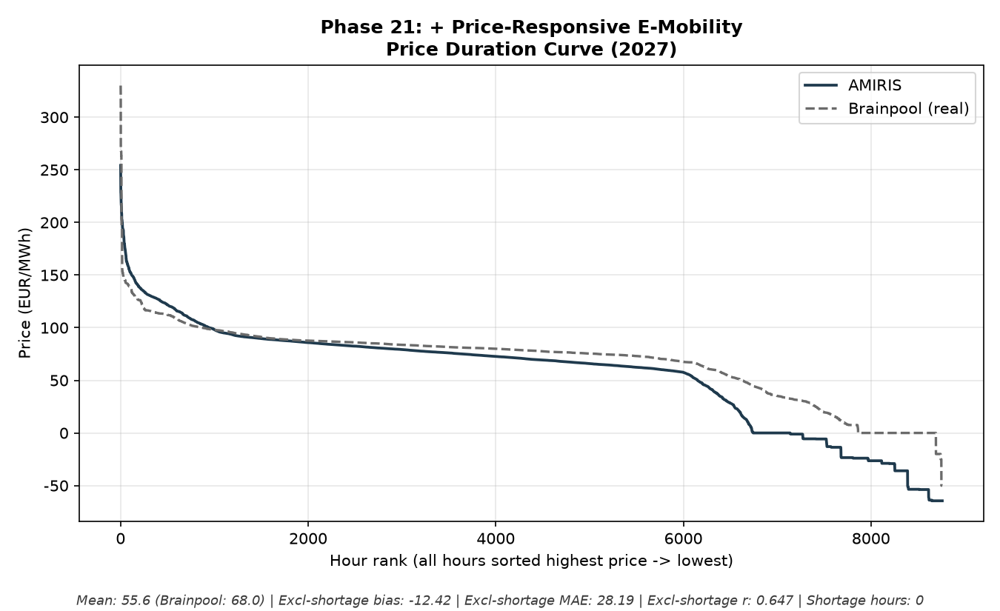 Phase 21: + Price-Responsive E-Mobility
Price Duration Curve (2027)
AMIRIS
Brainpool (real)
Price (EUR/MWh)
300
250
200
150
100
50
0
-50
0 2000 4000 6000 8000
Hour rank (all hours sorted highest price -> lowest)
Mean: 55.6 (Brainpool: 68.0) | Excl-shortage bias: -12.42 | Excl-shortage MAE: 28.19 | Excl-shortage r: 0.647 | Shortage hours: 0